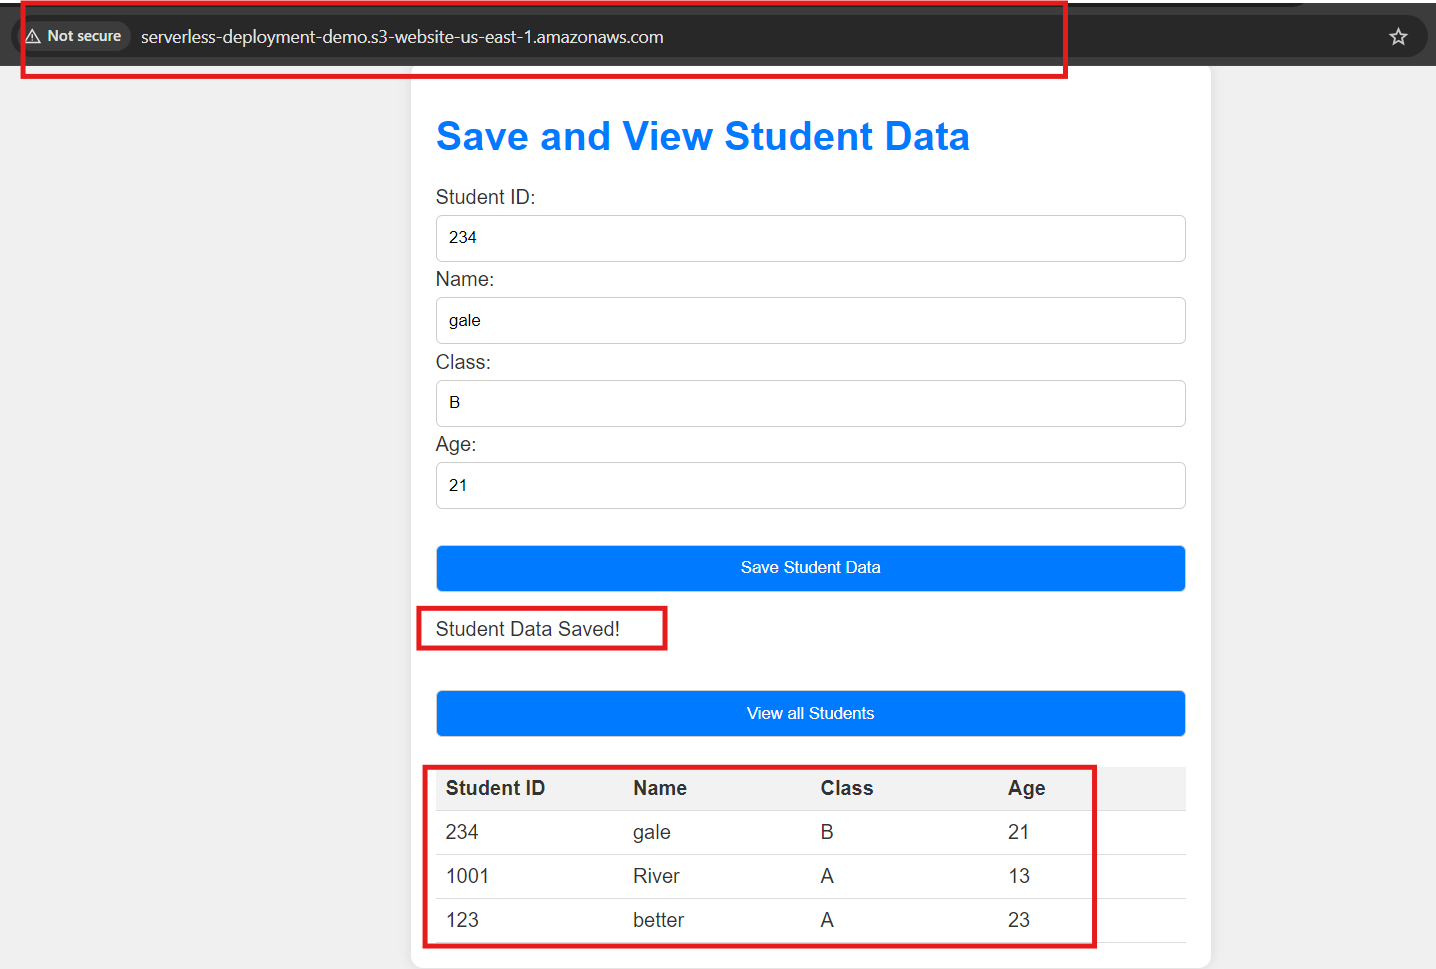 Not secure serverless-deployment-demo.s3-website-us-east-1.amazonaws.com
Save and View Student Data
Student ID:
234
Name:
gale
Class:
B
Age:
21
Save Student Data
Student Data Saved!
View all Students
Student ID Name Class Age
234 gale B 21
1001 River A 13
123 better A 23